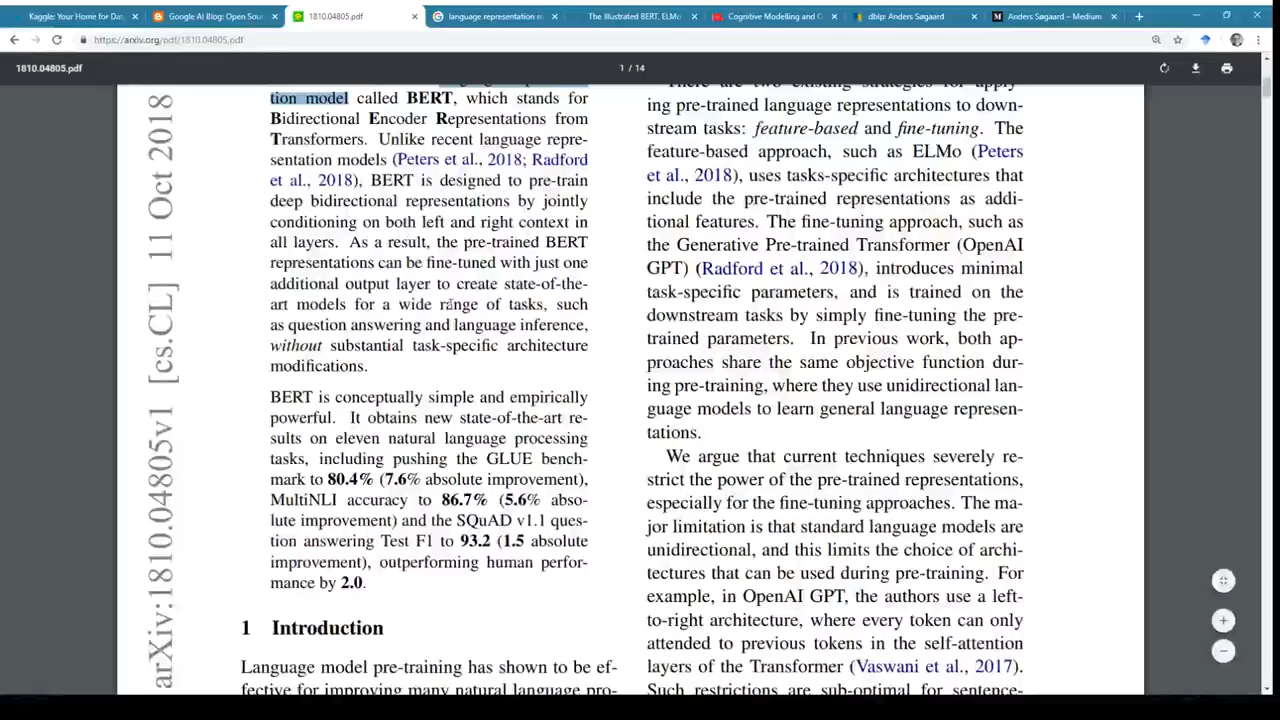 Kaggle: Your Home for Dat
Google AI Blog: Open Sou
1810.04805.pdf
language representation m
The Illustrated BERT, ELMo
Cognitive Modelling and C
dblp: Anders Søgaard
Anders Søgaard – Medium
https://arxiv.org/pdf/1810.04805.pdf
1810.04805.pdf
1 / 14
arXiv:1810.04805v1 [cs.CL] 11 Oct 2018
tion model called BERT, which stands for
Bidirectional Encoder Representations from
Transformers. Unlike recent language repre-
sentation models (Peters et al., 2018; Radford
et al., 2018), BERT is designed to pre-train
deep bidirectional representations by jointly
conditioning on both left and right context in
all layers. As a result, the pre-trained BERT
representations can be fine-tuned with just one
additional output layer to create state-of-the-
art models for a wide range of tasks, such
as question answering and language inference,
without substantial task-specific architecture
modifications.
BERT is conceptually simple and empirically
powerful. It obtains new state-of-the-art re-
sults on eleven natural language processing
tasks, including pushing the GLUE bench-
mark to 80.4% (7.6% absolute improvement),
MultiNLI accuracy to 86.7% (5.6% abso-
lute improvement) and the SQuAD v1.1 ques-
tion answering Test F1 to 93.2 (1.5 absolute
improvement), outperforming human perfor-
mance by 2.0.
1 Introduction
Language model pre-training has shown to be ef-
fective for improving many natural language pro-
There are two existing strategies for apply-
ing pre-trained language representations to down-
stream tasks: feature-based and fine-tuning. The
feature-based approach, such as ELMo (Peters
et al., 2018), uses tasks-specific architectures that
include the pre-trained representations as addi-
tional features. The fine-tuning approach, such as
the Generative Pre-trained Transformer (OpenAI
GPT) (Radford et al., 2018), introduces minimal
task-specific parameters, and is trained on the
downstream tasks by simply fine-tuning the pre-
trained parameters. In previous work, both ap-
proaches share the same objective function dur-
ing pre-training, where they use unidirectional lan-
guage models to learn general language represen-
tations.
We argue that current techniques severely re-
strict the power of the pre-trained representations,
especially for the fine-tuning approaches. The ma-
jor limitation is that standard language models are
unidirectional, and this limits the choice of archi-
tectures that can be used during pre-training. For
example, in OpenAI GPT, the authors use a left-
to-right architecture, where every token can only
attended to previous tokens in the self-attention
layers of the Transformer (Vaswani et al., 2017).
Such restrictions are sub-optimal for sentence-